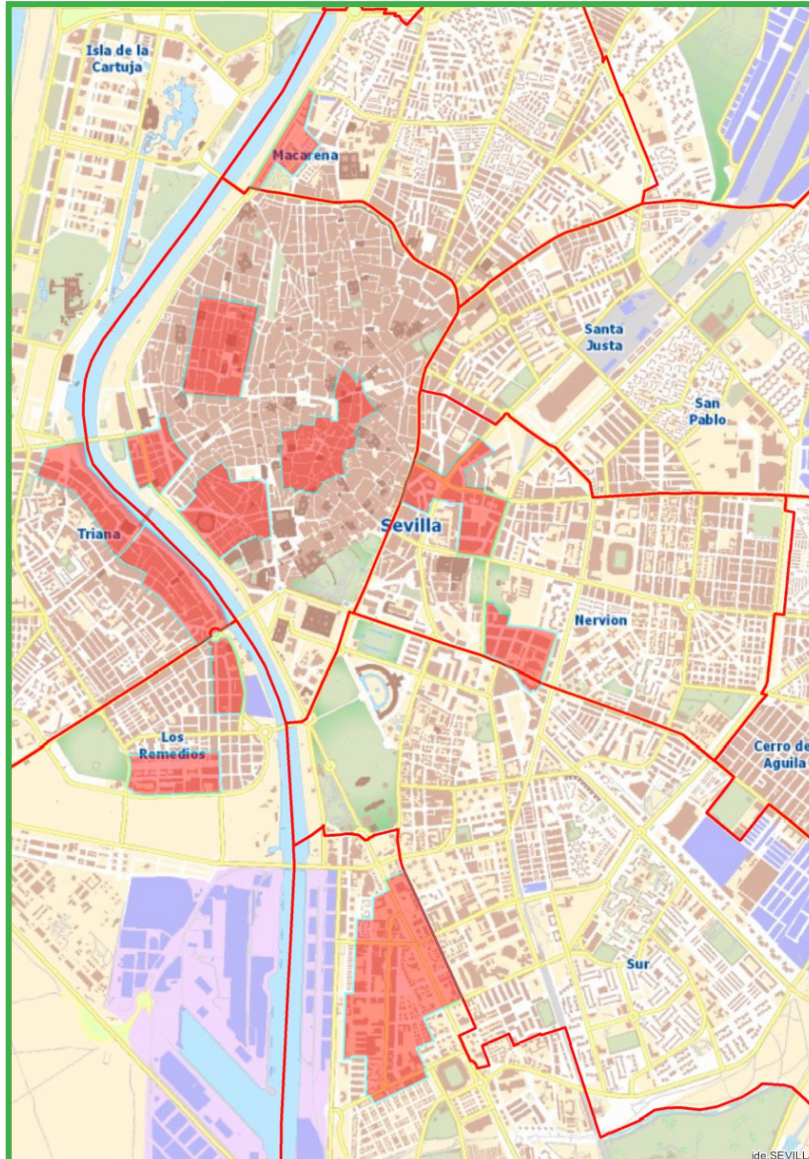 Isla de la
Cartuja
Macarena
Santa
Justa
San
Pablo
Sevilla
Triana
Nervion
Los
Remedios
Cerro de
Aguila
Sur
ide.SEVILL